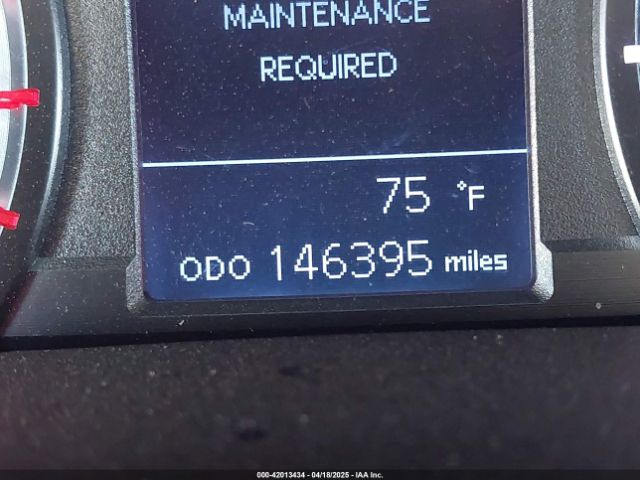 MAINTENANCE
REQUIRED
75 °F
ODO 146395 miles
000-42013434 - 04/18/2025 - IAA Inc.